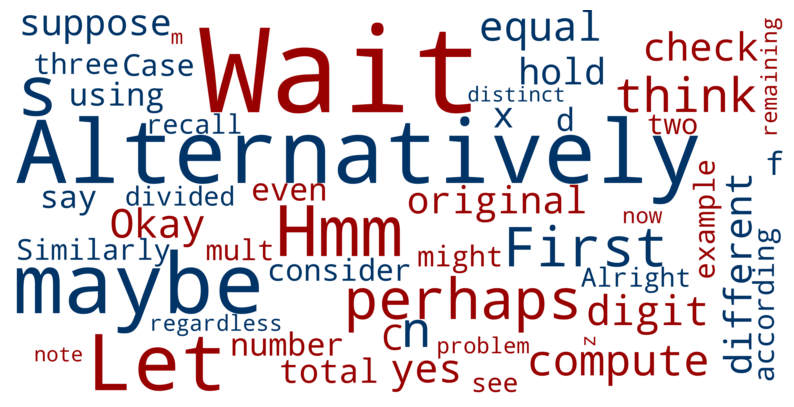 suppose
m
Wait
equal
check
remaining
three
Case
hold
think
s
using
distinct
recall
x
d
two
Alternatively
f
say
divided
even
original
example
different
Okay
Hmm
now
First
according
Similarly
mult
might
maybe
consider
Alright
perhaps
digit
regardless
C
n
z
Let
number
problem
compute
note
total
yes
see